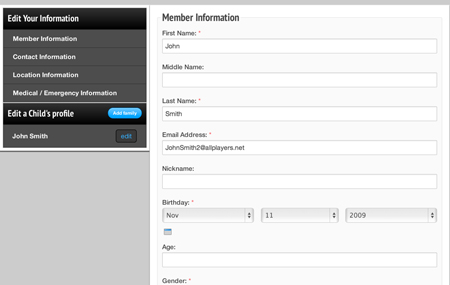 Edit Your Information
Member Information
Contact Information
Location Information
Medical / Emergency Information
Edit a Child's profile Add family
John Smith edit
Member Information
First Name: *
John
Middle Name:
Last Name: *
Smith
Email Address: *
JohnSmith2@allplayers.net
Nickname:
Birthday: *
Nov 11 2009
Age:
Gender: *